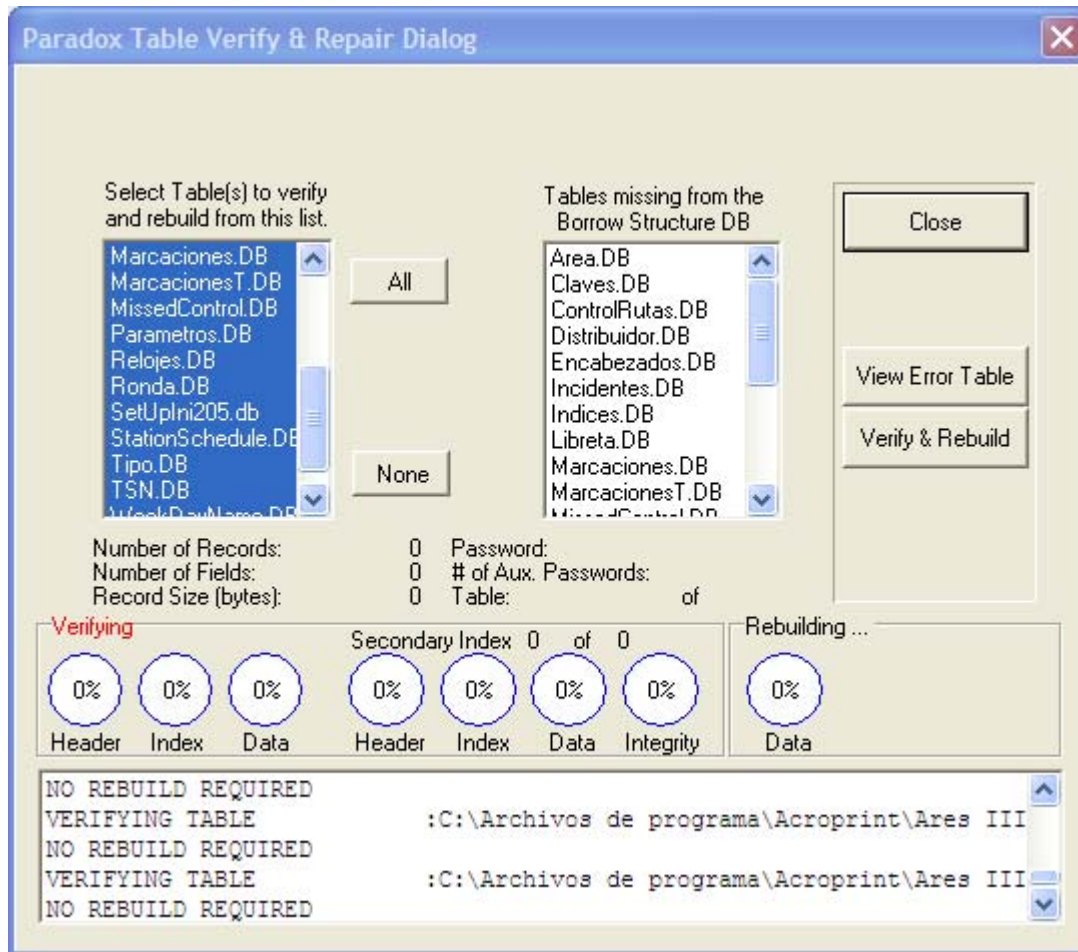 Paradox Table Verify & Repair Dialog
Select Table(s) to verify
and rebuild from this list.
Marcaciones.DB
MarcacionesT.DB
MissedControl.DB
Parametros.DB
Relojes.DB
Ronda.DB
SetUpIni205.db
StationSchedule.DB
Tipo.DB
TSN.DB
WeekDayName.DB
All
None
Tables missing from the
Borrow Structure DB
Area.DB
Claves.DB
ControlRutas.DB
Distribuidor.DB
Encabezados.DB
Incidentes.DB
Indices.DB
Libreta.DB
Marcaciones.DB
MarcacionesT.DB
MissedControl.DB
Close
View Error Table
Verify & Rebuild
Number of Records: 0 Password:
Number of Fields: 0 # of Aux. Passwords:
Record Size (bytes): 0 Table: of
Verifying
Secondary Index 0 of 0
0% 0% 0% 0% 0% 0% 0%
Header Index Data Header Index Data Integrity
Rebuilding ...
0%
Data
NO REBUILD REQUIRED
VERIFYING TABLE :C:\Archivos de programa\Acroprint\Ares III
NO REBUILD REQUIRED
VERIFYING TABLE :C:\Archivos de programa\Acroprint\Ares III
NO REBUILD REQUIRED